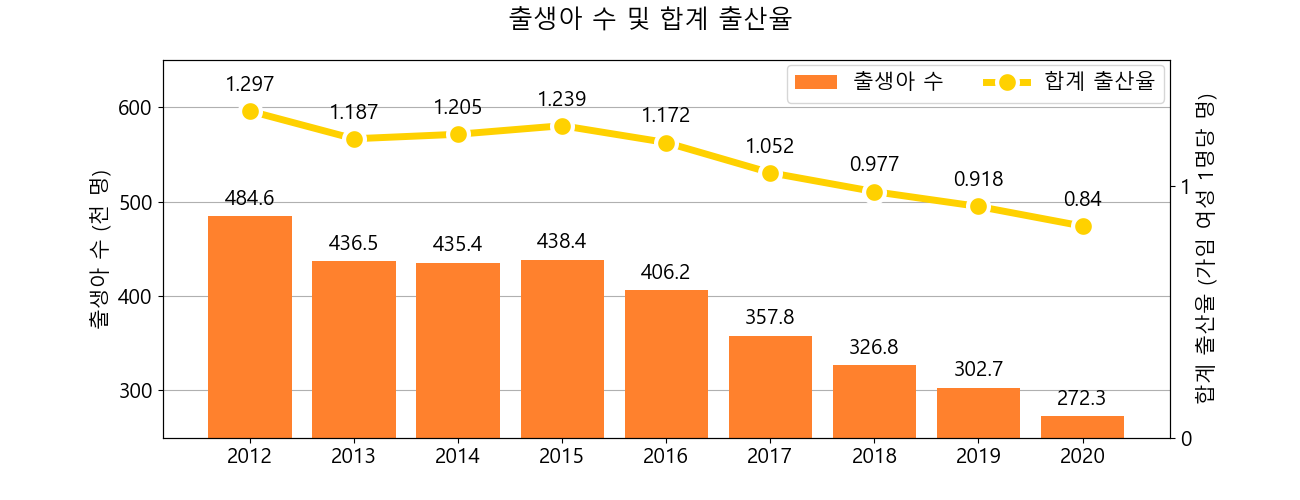 출생아 수 및 합계 출산율
출생아 수 합계 출산율
1.297 1.187 1.205 1.239 1.172 1.052 0.977 0.918 0.84
484.6 436.5 435.4 438.4 406.2 357.8 326.8 302.7 272.3
출생아 수 (천 명)
600
500
400
300
합계 출산율 (가임 여성 1명당 명)
1
0
2012 2013 2014 2015 2016 2017 2018 2019 2020